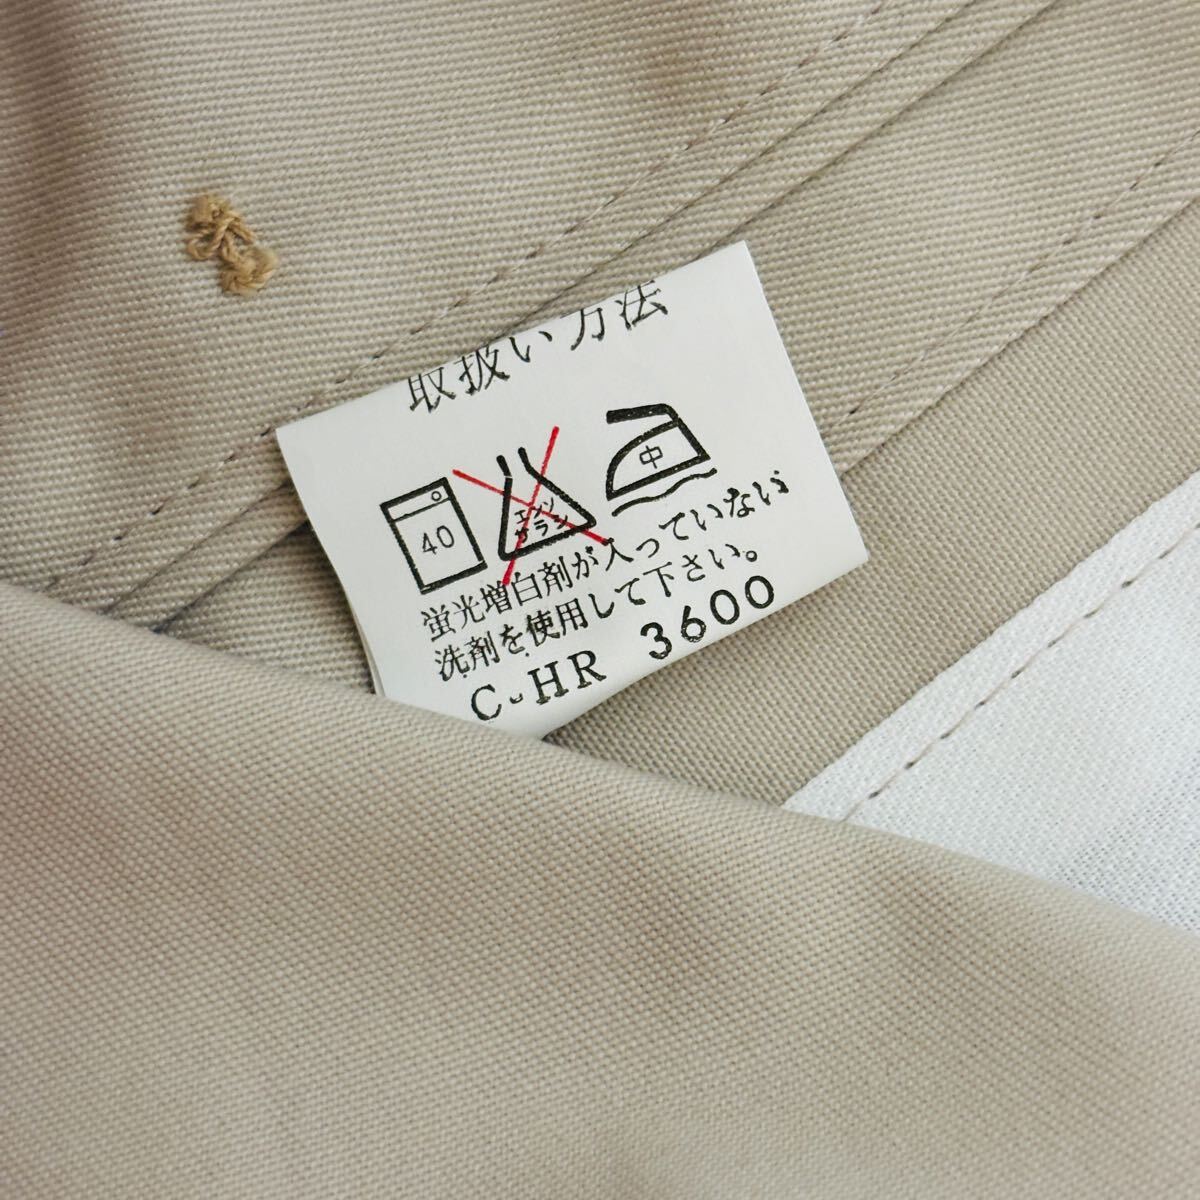 取扱い方法
40
エンソ
サラシ
中
蛍光増白剤が入っていない
洗剤を使用して下さい。
C-HR 3600